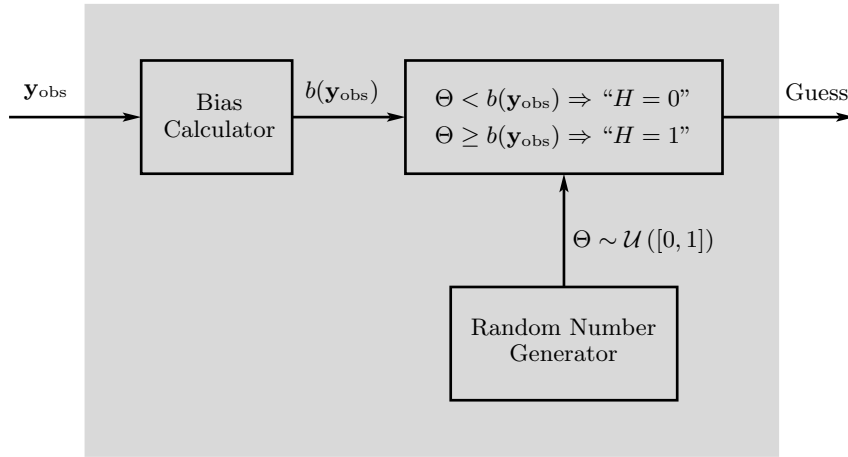 y_obs
Bias
Calculator
b(y_obs)
Θ < b(y_obs) ⇒ “H = 0”
Θ ≥ b(y_obs) ⇒ “H = 1”
Guess
Θ ∼ 𝒰([0, 1])
Random Number
Generator